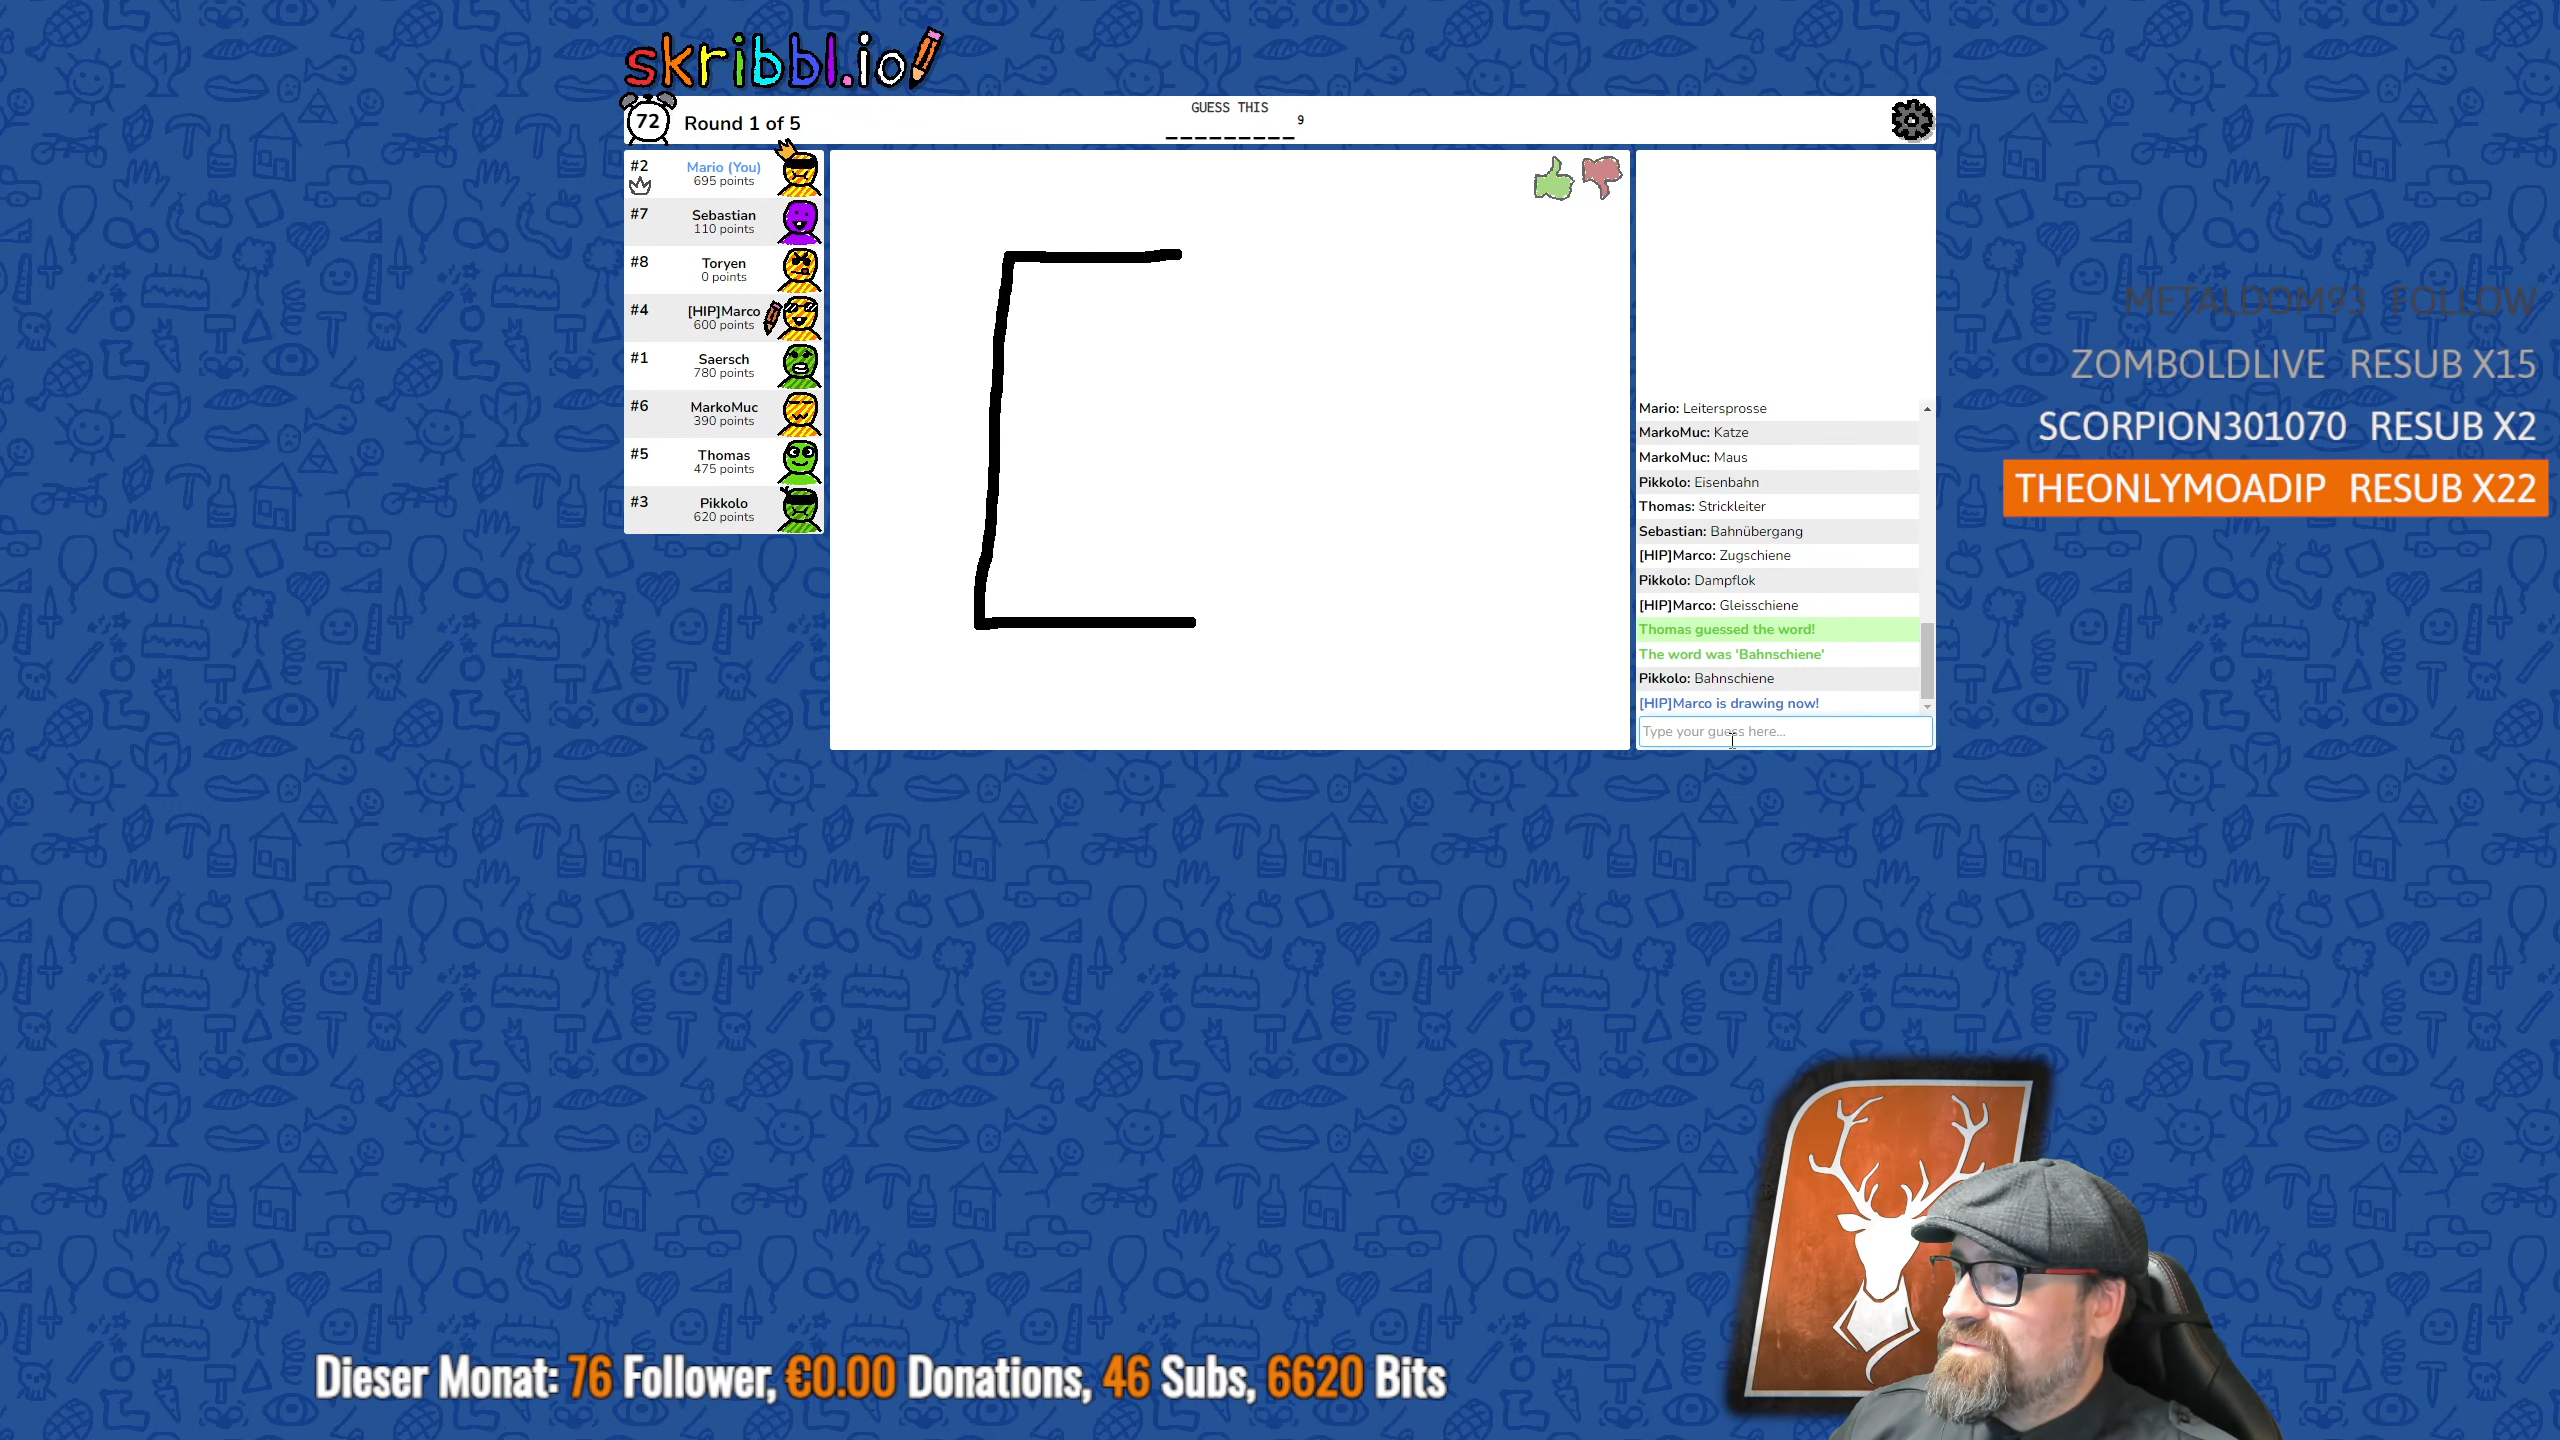 skribbl.io
72
Round 1 of 5
GUESS THIS
_________ 9
#2 Mario (You)
695 points
#7 Sebastian
110 points
#8 Toryen
0 points
#4 [HIP]Marco
600 points
#1 Saersch
780 points
#6 MarkoMuc
390 points
#5 Thomas
475 points
#3 Pikkolo
620 points
Mario: Leitersprosse
MarkoMuc: Katze
MarkoMuc: Maus
Pikkolo: Eisenbahn
Thomas: Strickleiter
Sebastian: Bahnübergang
[HIP]Marco: Zugschiene
Pikkolo: Dampflok
[HIP]Marco: Gleisschiene
Thomas guessed the word!
The word was 'Bahnschiene'
Pikkolo: Bahnschiene
[HIP]Marco is drawing now!
Type your guess here...
METALDOM93 FOLLOW
ZOMBOLDLIVE RESUB X15
SCORPION301070 RESUB X2
THEONLYMOADIP RESUB X22
Dieser Monat: 76 Follower, €0.00 Donations, 46 Subs, 6620 Bits